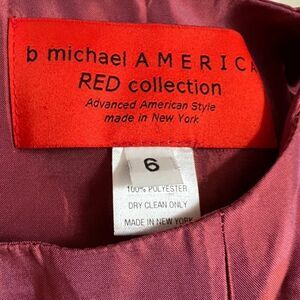 b michael AMERICA
RED collection
Advanced American Style
made in New York
6
100% POLYESTER
DRY CLEAN ONLY
MADE IN NEW YORK